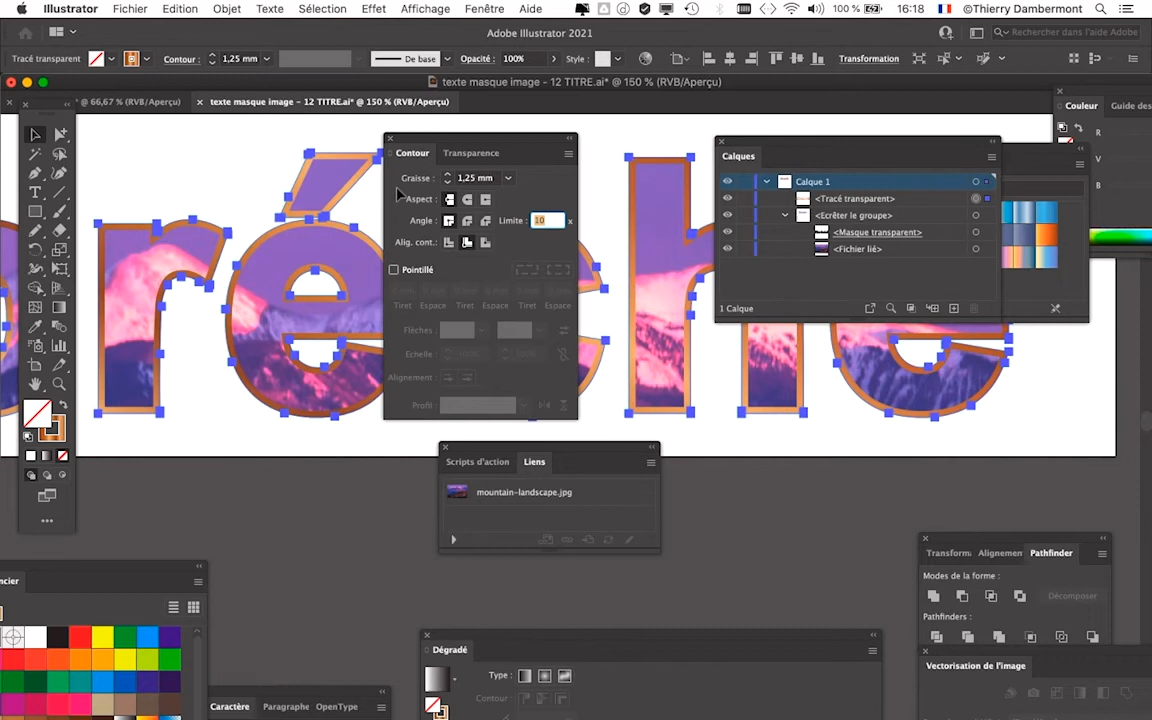 Illustrator Fichier Edition Objet Texte Sélection Effet Affichage Fenêtre Aide 100 % 16:18 ©Thierry Dambermont
Adobe Illustrator 2021 Rechercher dans l'aide Adobe
Tracé transparent Contour : 1,25 mm De base Opacité : 100% Style : Transformation
texte masque image - 12 TITRE.ai* @ 150 % (RVB/Aperçu)
* @ 66,67 % (RVB/Aperçu) × texte masque image - 12 TITRE.ai* @ 150 % (RVB/Aperçu)
Couleur Guide des
R
V
B
Contour Transparence
Graisse : 1,25 mm
Aspect :
Angle : Limite : 10 x
Alig. cont. :
Pointillé
Tiret Espace Tiret Espace Tiret Espace
Flèches :
Echelle :
Alignement :
Profil :
Calques
Calque 1
<Tracé transparent>
<Ecrêter le groupe>
<Masque transparent>
<Fichier lié>
1 Calque
ré
he
Scripts d'action Liens
mountain-landscape.jpg
Transforma Alignemen Pathfinder
Modes de la forme :
Décomposer
Pathfinders :
Vectorisation de l'image
ncier
Dégradé
Type :
Contour :
Caractère Paragraphe OpenType